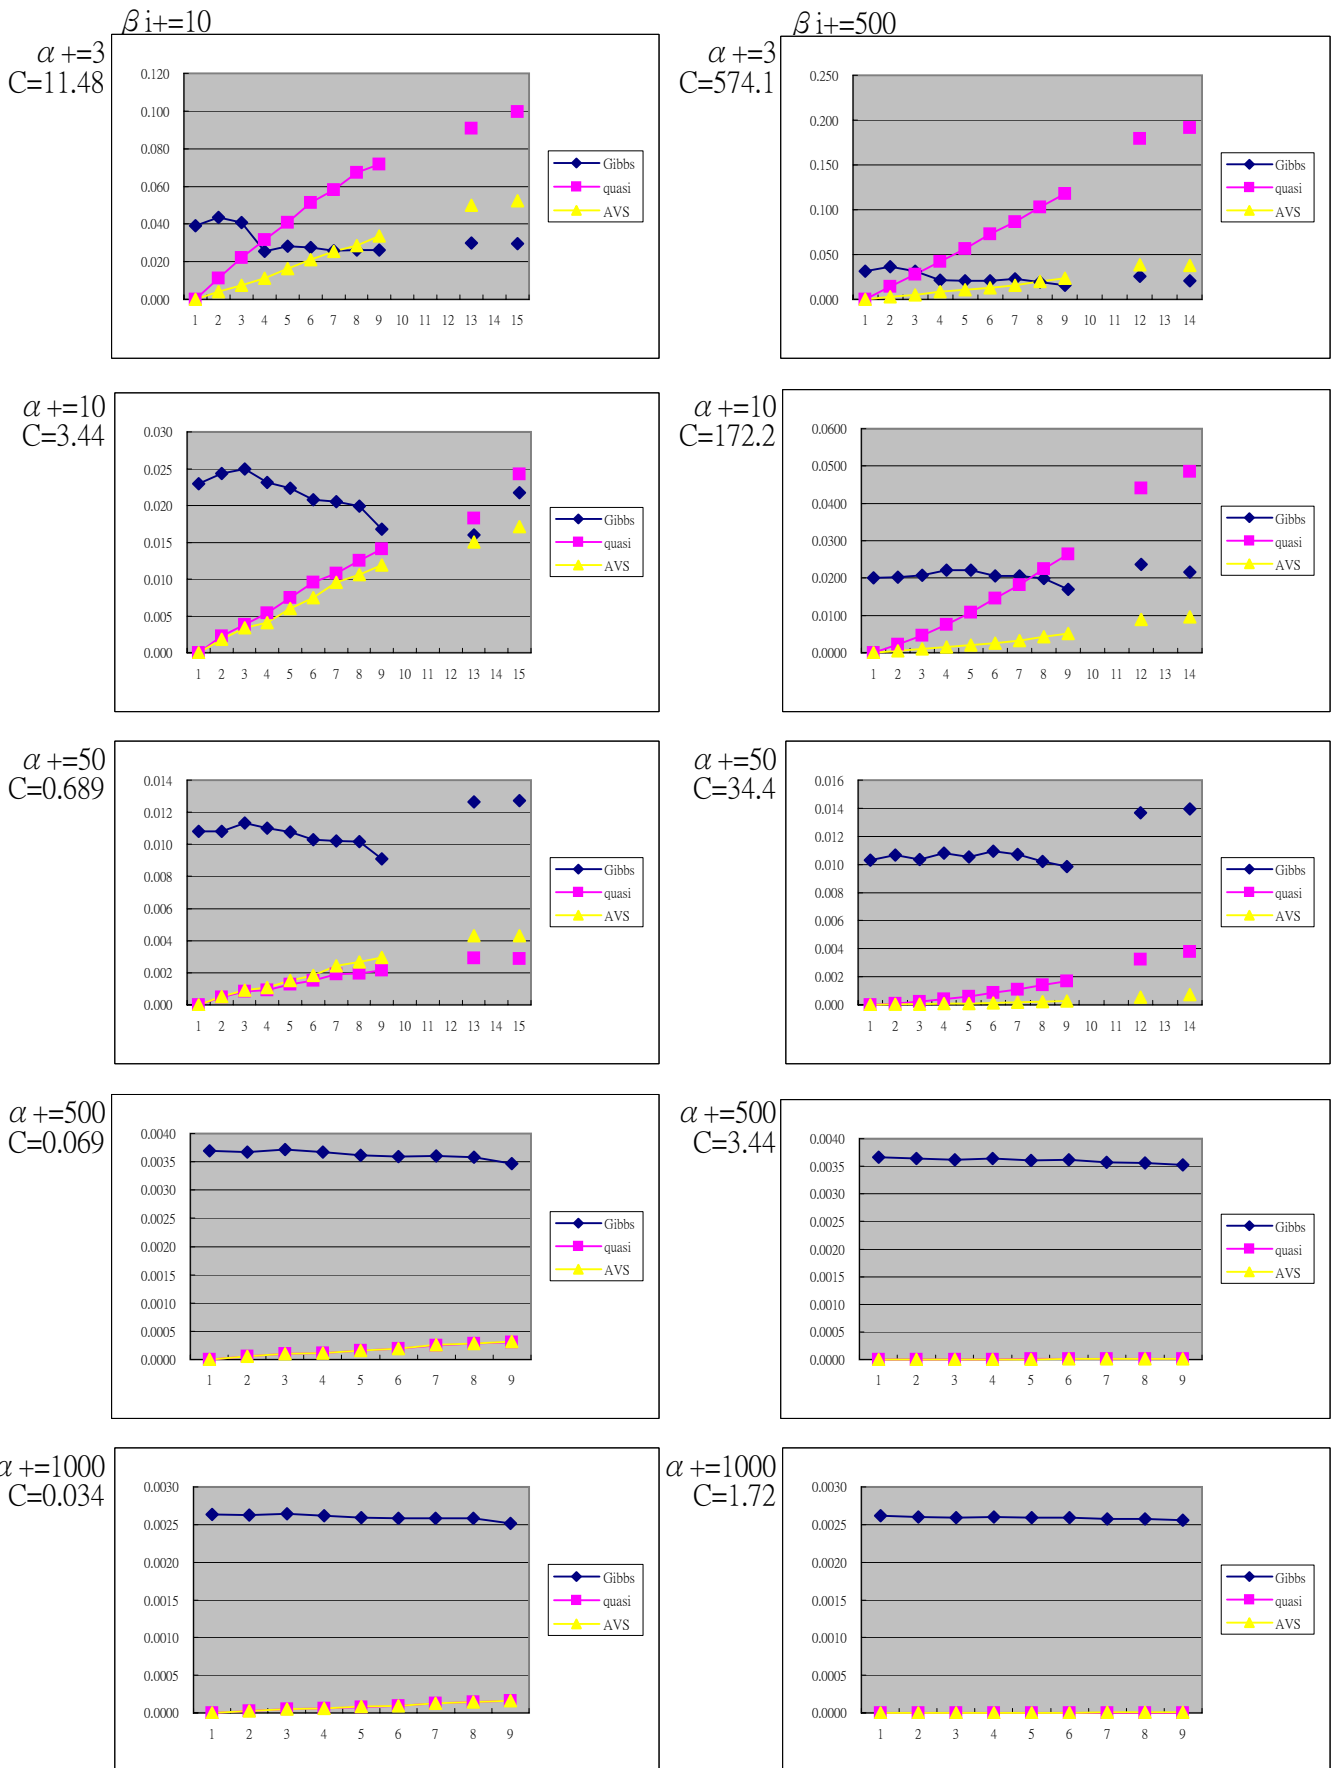 β i+=10
α +=3
C=11.48
0.120
0.100
0.080
0.060
0.040
0.020
0.000
1 2 3 4 5 6 7 8 9 10 11 12 13 14 15
Gibbs
quasi
AVS
β i+=500
α +=3
C=574.1
0.250
0.200
0.150
0.100
0.050
0.000
1 2 3 4 5 6 7 8 9 10 11 12 13 14
Gibbs
quasi
AVS
α +=10
C=3.44
0.030
0.025
0.020
0.015
0.010
0.005
0.000
1 2 3 4 5 6 7 8 9 10 11 12 13 14 15
Gibbs
quasi
AVS
α +=10
C=172.2
0.0600
0.0500
0.0400
0.0300
0.0200
0.0100
0.0000
1 2 3 4 5 6 7 8 9 10 11 12 13 14
Gibbs
quasi
AVS
α +=50
C=0.689
0.014
0.012
0.010
0.008
0.006
0.004
0.002
0.000
1 2 3 4 5 6 7 8 9 10 11 12 13 14 15
Gibbs
quasi
AVS
α +=50
C=34.4
0.016
0.014
0.012
0.010
0.008
0.006
0.004
0.002
0.000
1 2 3 4 5 6 7 8 9 10 11 12 13 14
Gibbs
quasi
AVS
α +=500
C=0.069
0.0040
0.0035
0.0030
0.0025
0.0020
0.0015
0.0010
0.0005
0.0000
1 2 3 4 5 6 7 8 9
Gibbs
quasi
AVS
α +=500
C=3.44
0.0040
0.0035
0.0030
0.0025
0.0020
0.0015
0.0010
0.0005
0.0000
1 2 3 4 5 6 7 8 9
Gibbs
quasi
AVS
α +=1000
C=0.034
0.0030
0.0025
0.0020
0.0015
0.0010
0.0005
0.0000
1 2 3 4 5 6 7 8 9
Gibbs
quasi
AVS
α +=1000
C=1.72
0.0030
0.0025
0.0020
0.0015
0.0010
0.0005
0.0000
1 2 3 4 5 6 7 8 9
Gibbs
quasi
AVS